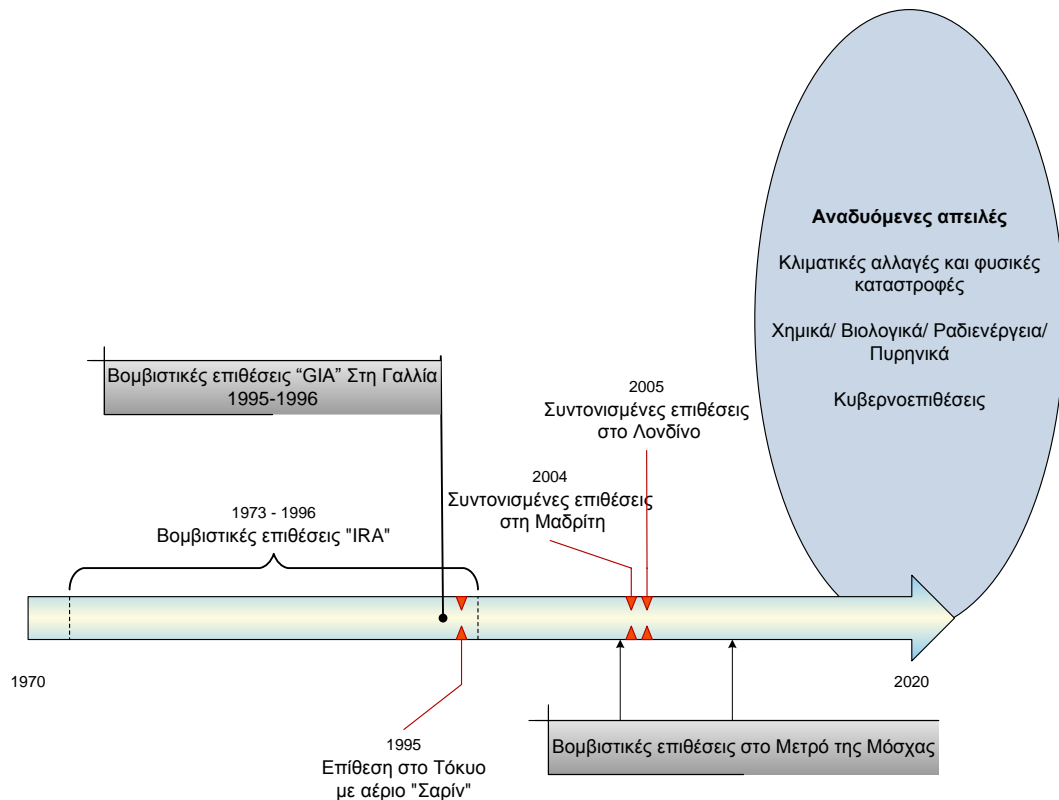 Αναδυόμενες απειλές
Κλιματικές αλλαγές και φυσικές
καταστροφές
Χημικά/ Βιολογικά/ Ραδιενέργεια/
Πυρηνικά
Κυβερνοεπιθέσεις
Βομβιστικές επιθέσεις “GIA” Στη Γαλλία
1995-1996
2005
Συντονισμένες επιθέσεις
στο Λονδίνο
2004
Συντονισμένες επιθέσεις
στη Μαδρίτη
1973 - 1996
Βομβιστικές επιθέσεις "IRA"
1970
2020
1995
Επίθεση στο Τόκυο
με αέριο "Σαρίν"
Βομβιστικές επιθέσεις στο Μετρό της Μόσχας